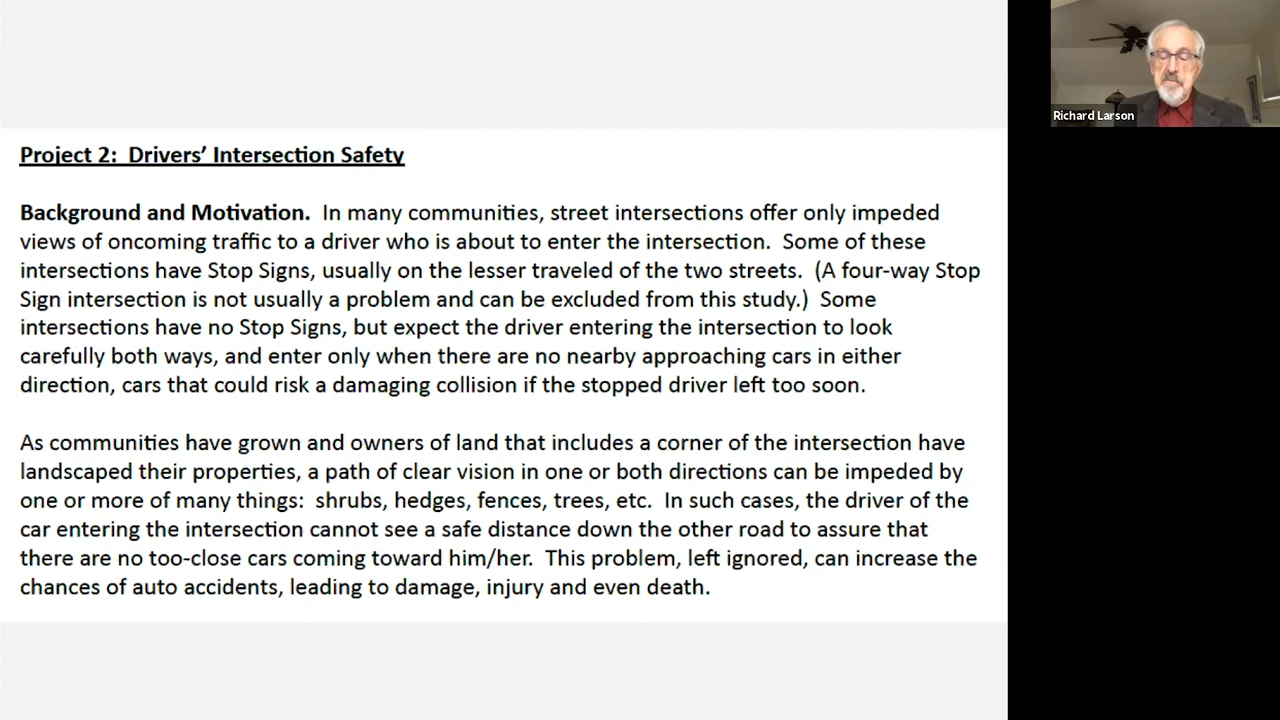 Project 2:  Drivers’ Intersection Safety
Background and Motivation.  In many communities, street intersections offer only impeded
views of oncoming traffic to a driver who is about to enter the intersection.  Some of these
intersections have Stop Signs, usually on the lesser traveled of the two streets.  (A four-way Stop
Sign intersection is not usually a problem and can be excluded from this study.)  Some
intersections have no Stop Signs, but expect the driver entering the intersection to look
carefully both ways, and enter only when there are no nearby approaching cars in either
direction, cars that could risk a damaging collision if the stopped driver left too soon.
As communities have grown and owners of land that includes a corner of the intersection have
landscaped their properties, a path of clear vision in one or both directions can be impeded by
one or more of many things:  shrubs, hedges, fences, trees, etc.  In such cases, the driver of the
car entering the intersection cannot see a safe distance down the other road to assure that
there are no too-close cars coming toward him/her.  This problem, left ignored, can increase the
chances of auto accidents, leading to damage, injury and even death.
Richard Larson